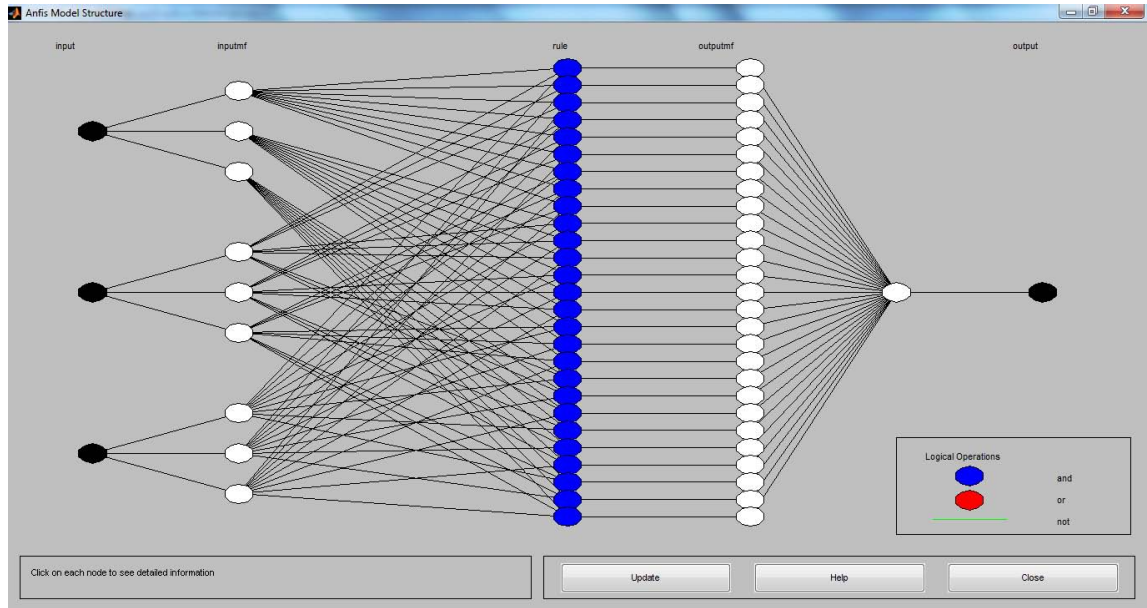 Anfis Model Structure
input
inputmf
rule
outputmf
output
Logical Operations
and
or
not
Click on each node to see detailed information
Update
Help
Close